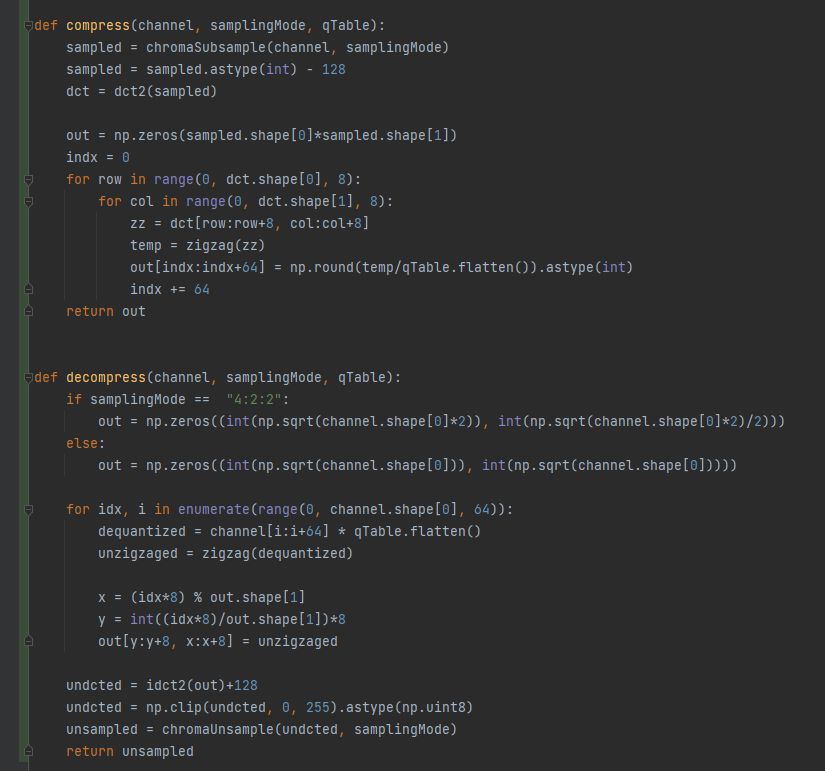 def compress(channel, samplingMode, qTable):
    sampled = chromaSubsample(channel, samplingMode)
    sampled = sampled.astype(int) - 128
    dct = dct2(sampled)

    out = np.zeros(sampled.shape[0]*sampled.shape[1])
    indx = 0
    for row in range(0, dct.shape[0], 8):
        for col in range(0, dct.shape[1], 8):
            zz = dct[row:row+8, col:col+8]
            temp = zigzag(zz)
            out[indx:indx+64] = np.round(temp/qTable.flatten()).astype(int)
            indx += 64
    return out


def decompress(channel, samplingMode, qTable):
    if samplingMode ==  "4:2:2":
        out = np.zeros((int(np.sqrt(channel.shape[0]*2)), int(np.sqrt(channel.shape[0]*2)/2)))
    else:
        out = np.zeros((int(np.sqrt(channel.shape[0])), int(np.sqrt(channel.shape[0]))))

    for idx, i in enumerate(range(0, channel.shape[0], 64)):
        dequantized = channel[i:i+64] * qTable.flatten()
        unzigzaged = zigzag(dequantized)

        x = (idx*8) % out.shape[1]
        y = int((idx*8)/out.shape[1])*8
        out[y:y+8, x:x+8] = unzigzaged

    undcted = idct2(out)+128
    undcted = np.clip(undcted, 0, 255).astype(np.uint8)
    unsampled = chromaUnsample(undcted, samplingMode)
    return unsampled